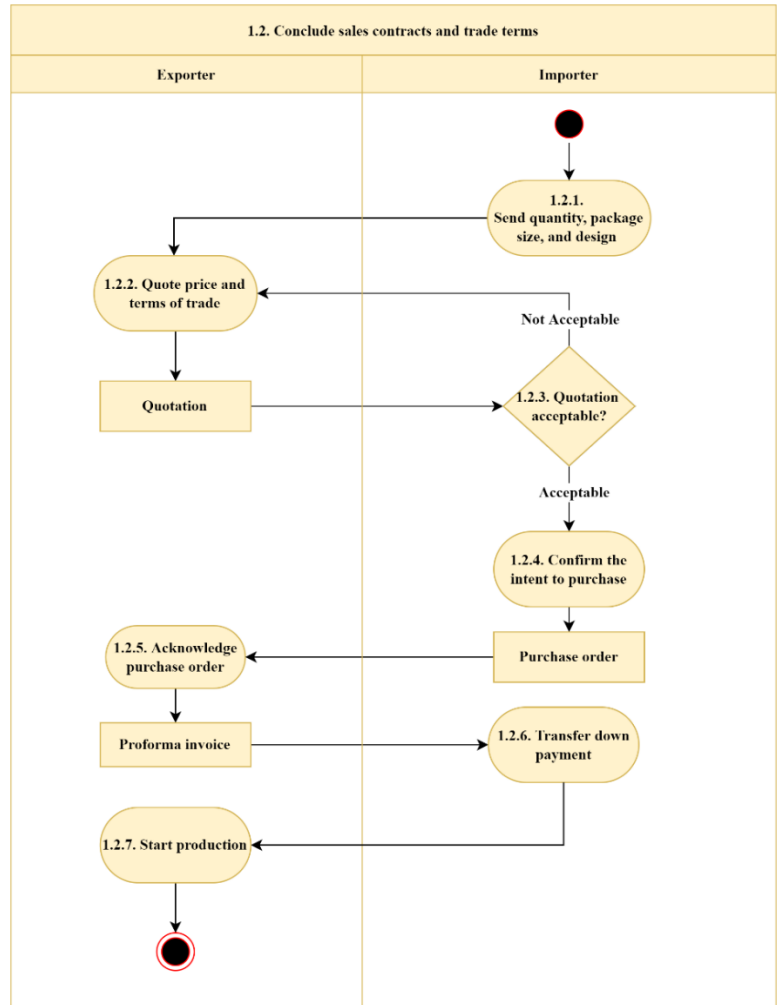 1.2. Conclude sales contracts and trade terms
Exporter
Importer
1.2.1.
Send quantity, package
size, and design
1.2.2. Quote price and
terms of trade
Not Acceptable
Quotation
1.2.3. Quotation
acceptable?
Acceptable
1.2.4. Confirm the
intent to purchase
1.2.5. Acknowledge
purchase order
Purchase order
Proforma invoice
1.2.6. Transfer down
payment
1.2.7. Start production